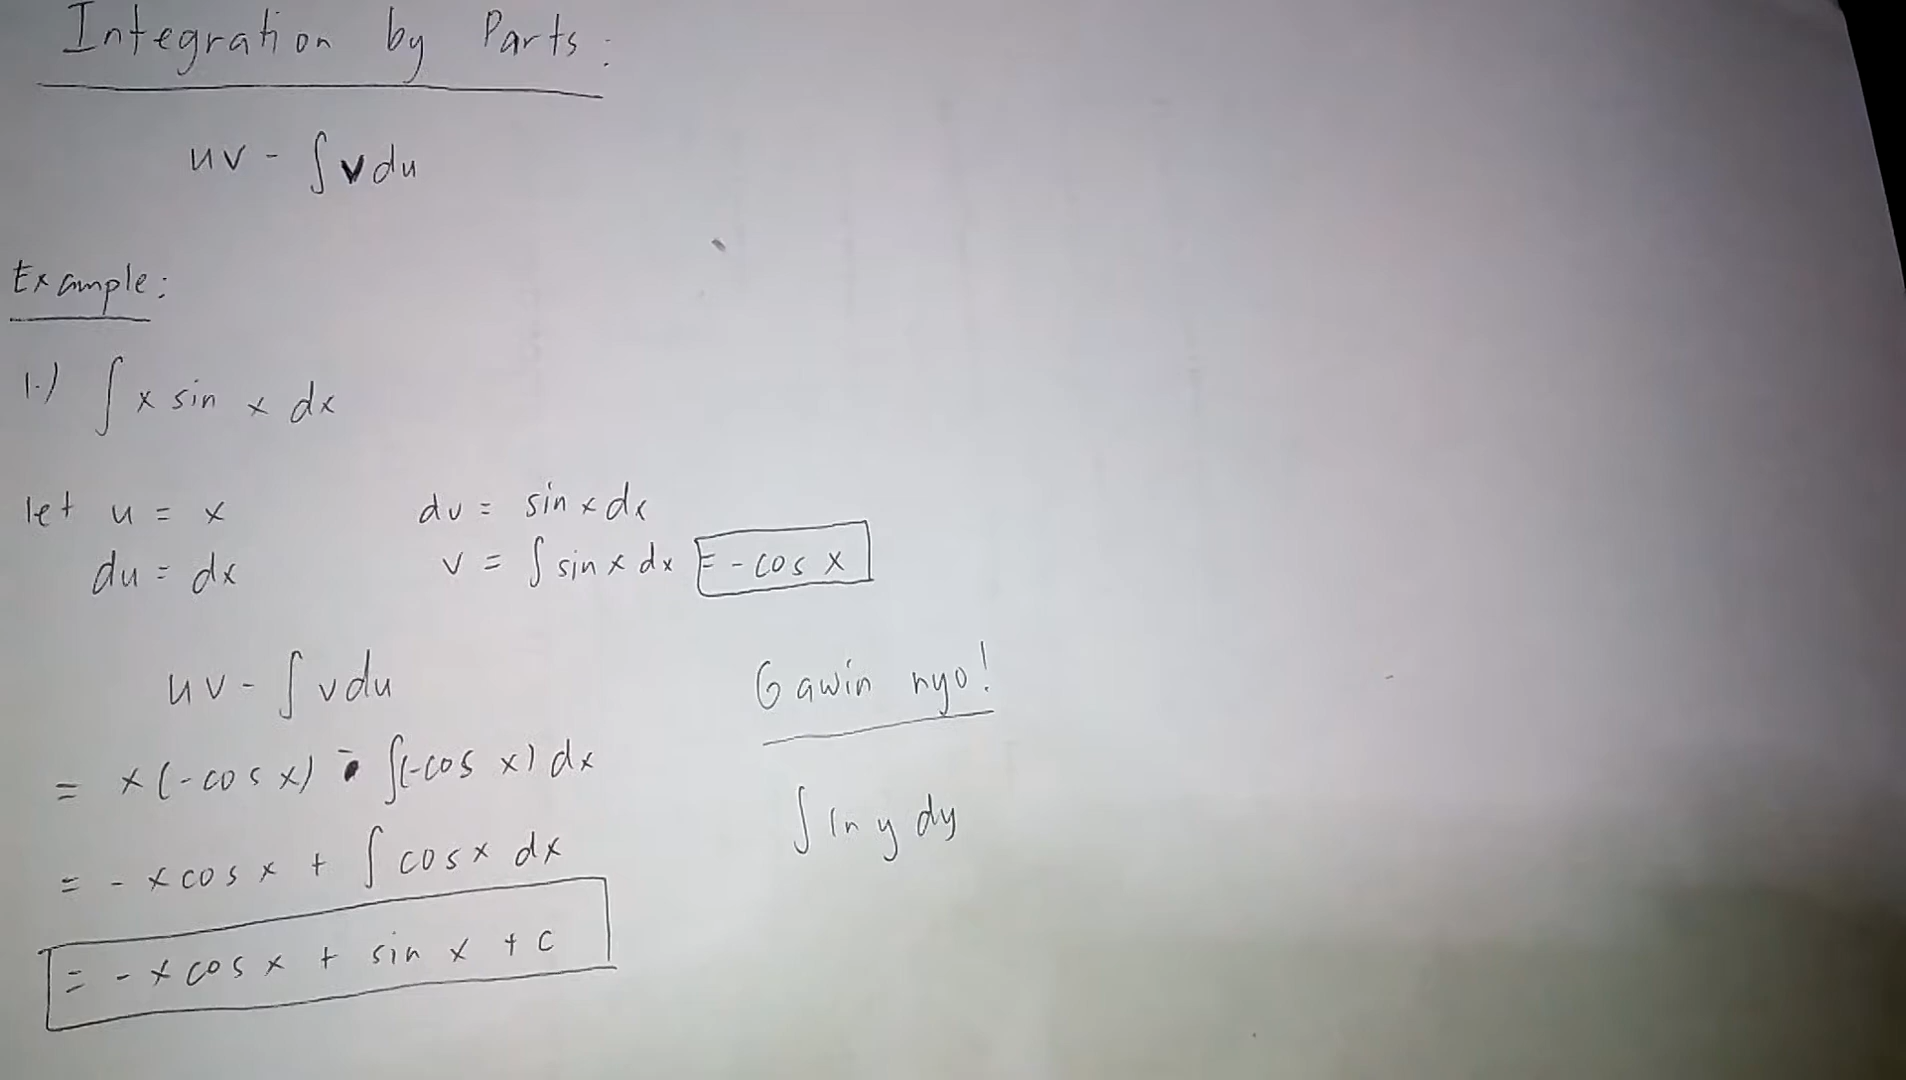 Integration by Parts:
uv - ∫vdu
Example:
1.) ∫ x sin x dx
let u = x
du = dx
dv = sin x dx
v = ∫ sin x dx = - cos x
uv - ∫ vdu
= x(-cos x) - ∫(-cos x) dx
= - x cos x + ∫ cos x dx
= - x cos x + sin x + c
Gawin nyo!
∫ ln y dy